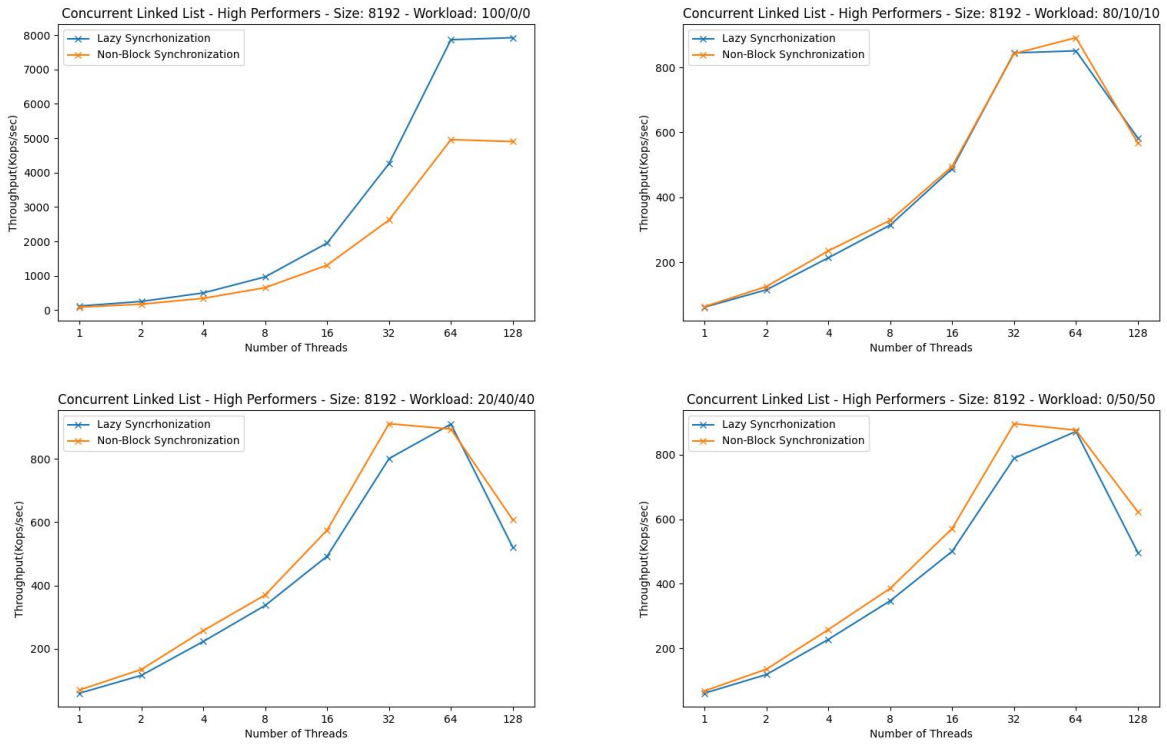 Concurrent Linked List - High Performers - Size: 8192 - Workload: 100/0/0
Lazy Syncrhonization
Non-Block Synchronization
Throughput(Kops/sec)
8000
7000
6000
5000
4000
3000
2000
1000
0
1 2 4 8 16 32 64 128
Number of Threads
Concurrent Linked List - High Performers - Size: 8192 - Workload: 80/10/10
Lazy Syncrhonization
Non-Block Synchronization
Throughput(Kops/sec)
800
600
400
200
1 2 4 8 16 32 64 128
Number of Threads
Concurrent Linked List - High Performers - Size: 8192 - Workload: 20/40/40
Lazy Syncrhonization
Non-Block Synchronization
Throughput(Kops/sec)
800
600
400
200
1 2 4 8 16 32 64 128
Number of Threads
Concurrent Linked List - High Performers - Size: 8192 - Workload: 0/50/50
Lazy Syncrhonization
Non-Block Synchronization
Throughput(Kops/sec)
800
600
400
200
1 2 4 8 16 32 64 128
Number of Threads